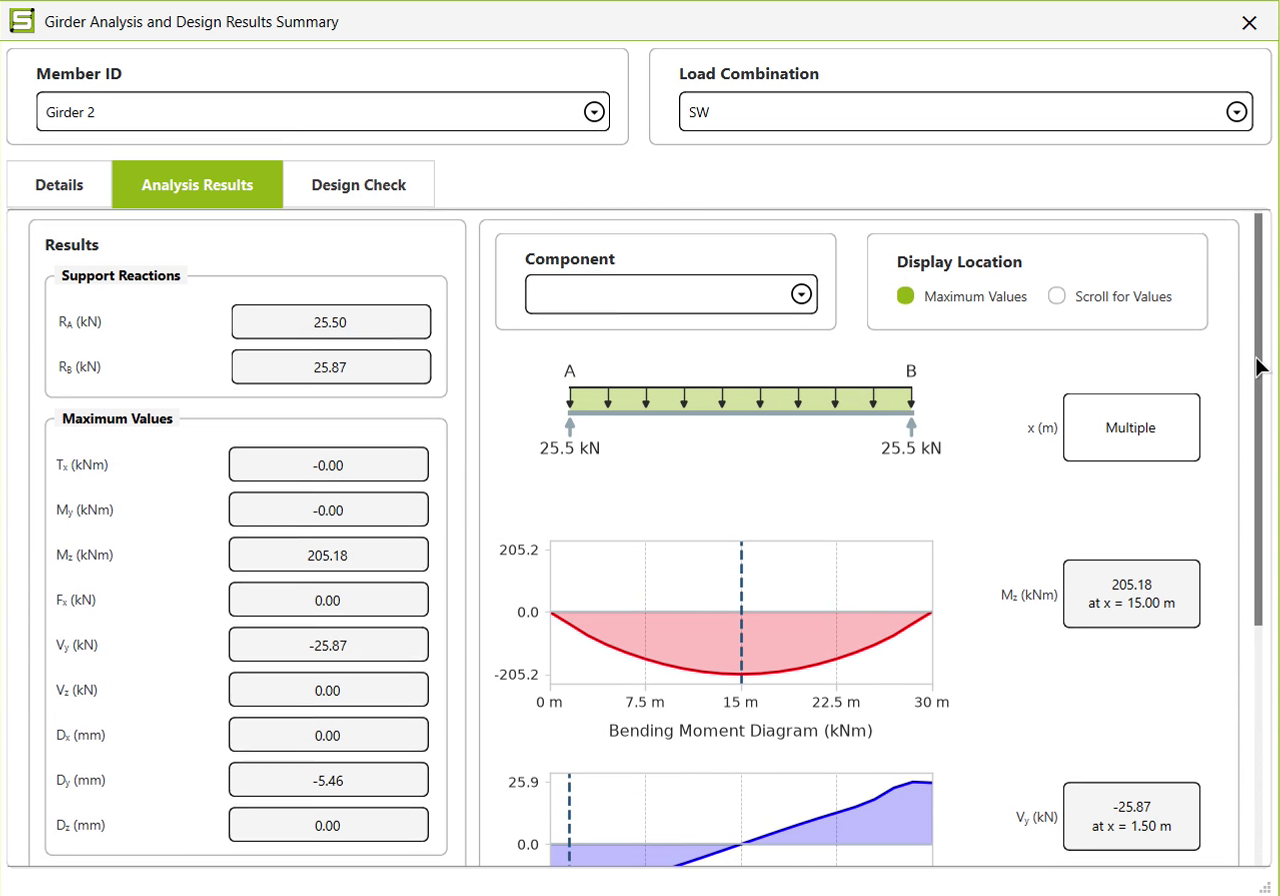 Girder Analysis and Design Results Summary
Member ID
Girder 2
Load Combination
SW
Details
Analysis Results
Design Check
Results
Support Reactions
RA (kN)
25.50
RB (kN)
25.87
Maximum Values
Tx (kNm)
-0.00
My (kNm)
-0.00
Mz (kNm)
205.18
Fx (kN)
0.00
Vy (kN)
-25.87
Vz (kN)
0.00
Dx (mm)
0.00
Dy (mm)
-5.46
Dz (mm)
0.00
Component
Display Location
Maximum Values
Scroll for Values
A
B
25.5 kN
25.5 kN
x (m)
Multiple
205.2
0.0
-205.2
0 m
7.5 m
15 m
22.5 m
30 m
Bending Moment Diagram (kNm)
Mz (kNm)
205.18
at x = 15.00 m
25.9
0.0
Vy (kN)
-25.87
at x = 1.50 m